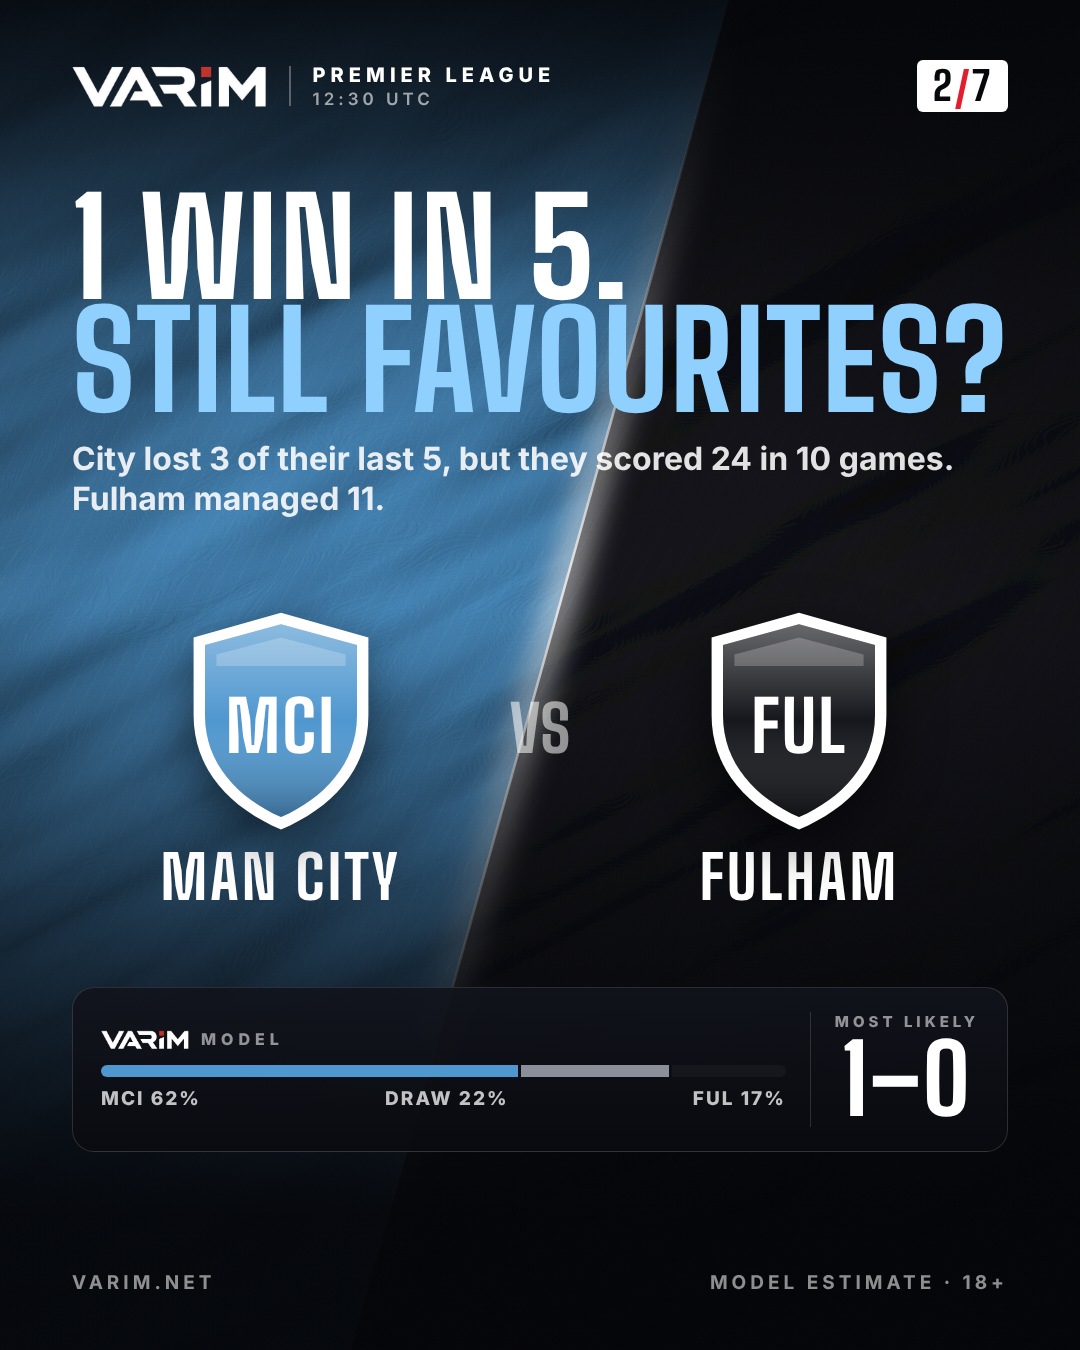 VARiM
PREMIER LEAGUE
12:30 UTC
2/7
1 WIN IN 5.
STILL FAVOURITES?
City lost 3 of their last 5, but they scored 24 in 10 games.
Fulham managed 11.
MCI
VS
FUL
MAN CITY
FULHAM
VARiM MODEL
MCI 62%
DRAW 22%
FUL 17%
MOST LIKELY
1–0
VARIM.NET
MODEL ESTIMATE · 18+